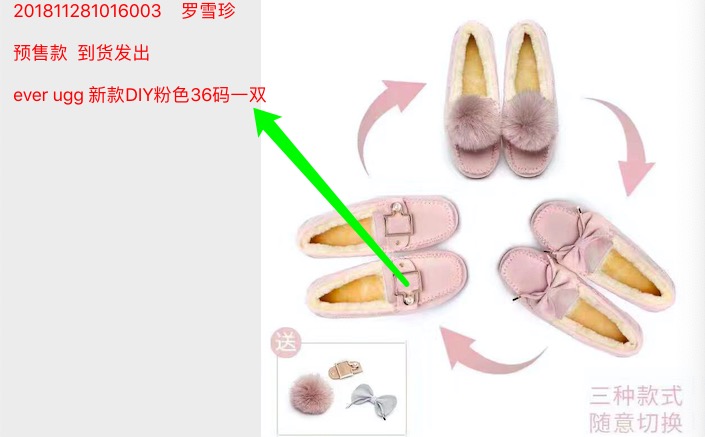 201811281016003 罗雪珍
预售款 到货发出
ever ugg 新款DIY粉色36码一双
送
三种款式
随意切换